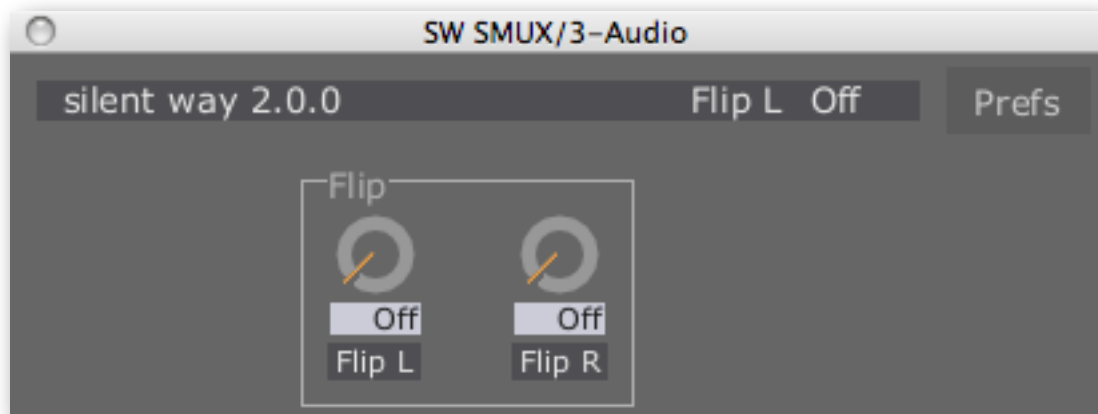 SW SMUX/3-Audio
silent way 2.0.0 Flip L Off Prefs
Flip
Off Off
Flip L Flip R